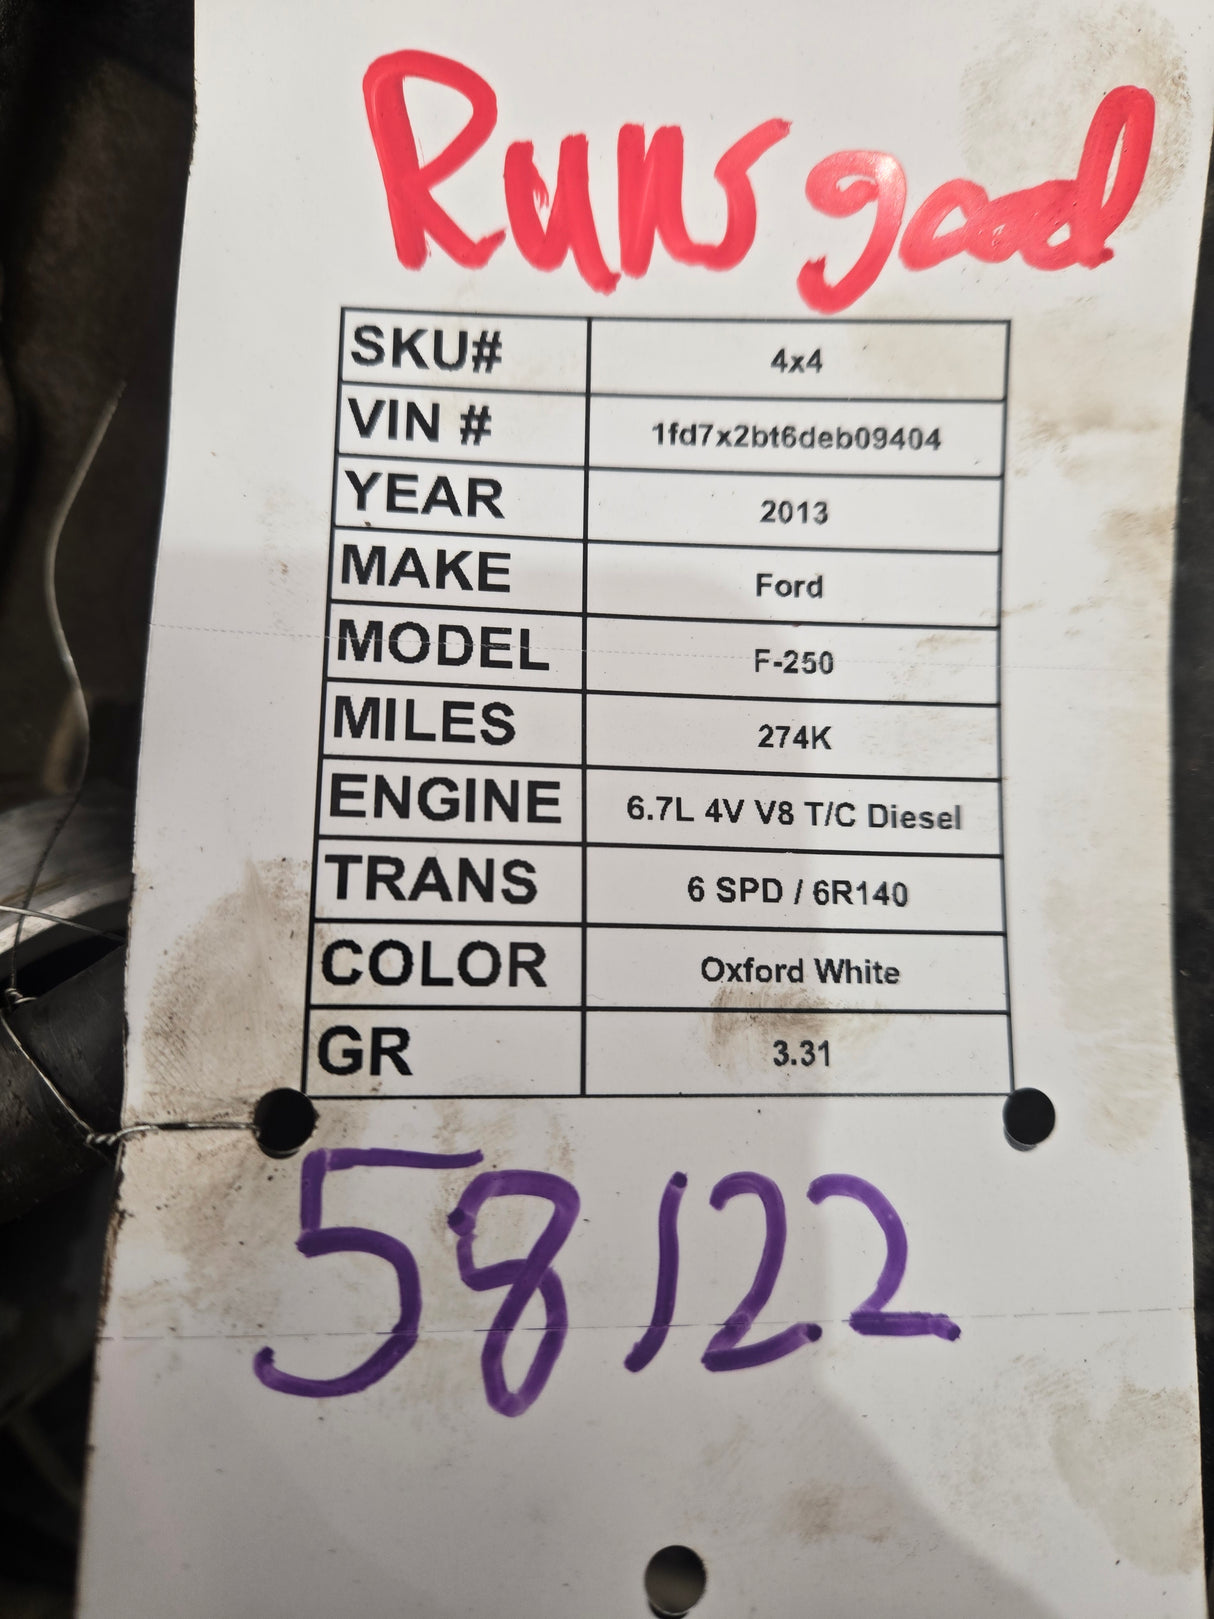 Runs good
SKU# 4x4
VIN # 1fd7x2bt6deb09404
YEAR 2013
MAKE Ford
MODEL F-250
MILES 274K
ENGINE 6.7L 4V V8 T/C Diesel
TRANS 6 SPD / 6R140
COLOR Oxford White
GR 3.31
58122